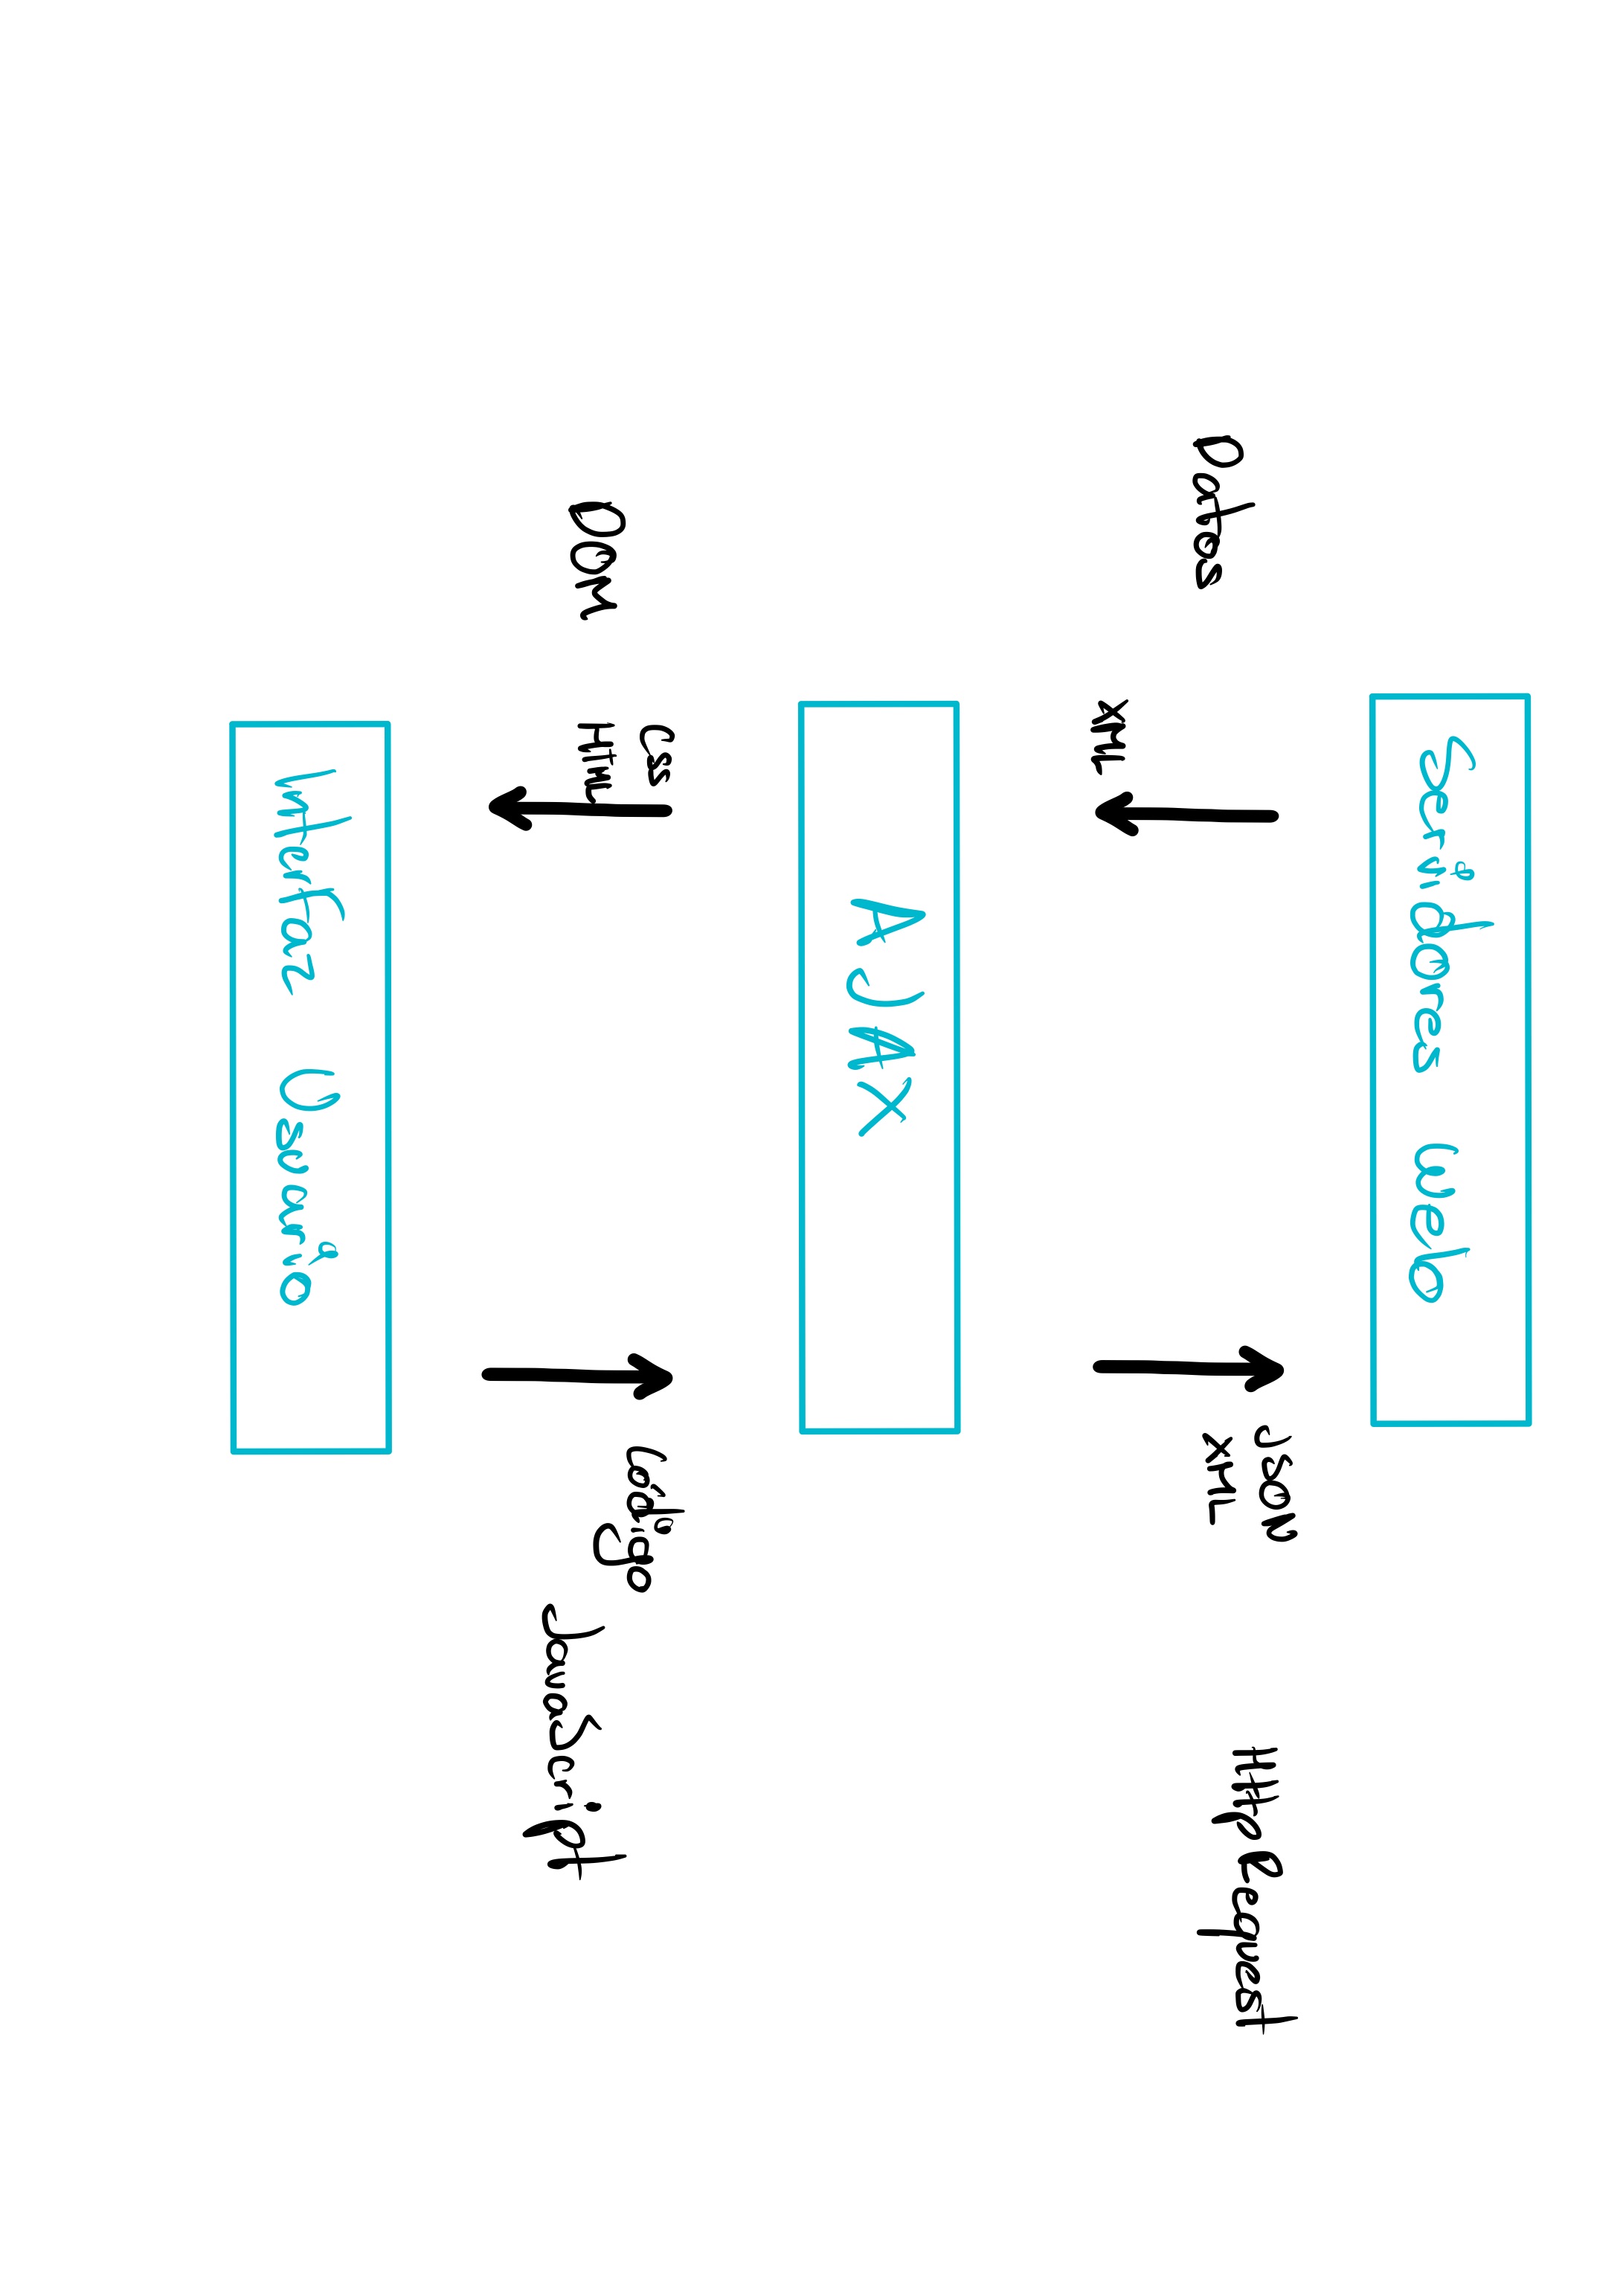 Servidores web
Datos
XML
JSON
XML
HttpRequest
AJAX
DOM
CSS
HTML
Código
JavaScript
InterFaz Usuario